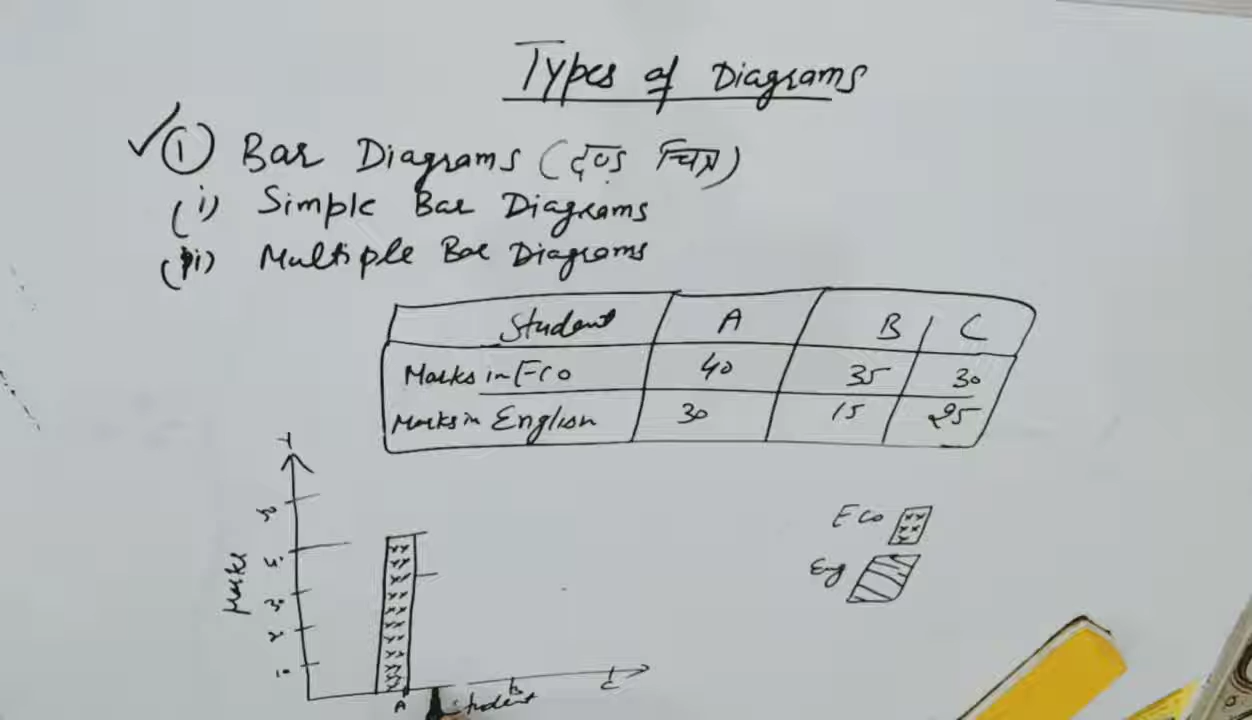 Types of Diagrams
① Bar Diagrams (दण्ड चित्र)
(i) Simple Bar Diagrams
(ii) Multiple Bar Diagrams
Student A B C
Marks in Eco 40 35 30
Marks in English 30 15 25
Y
Marks
Eco
Eng
A B C
Student